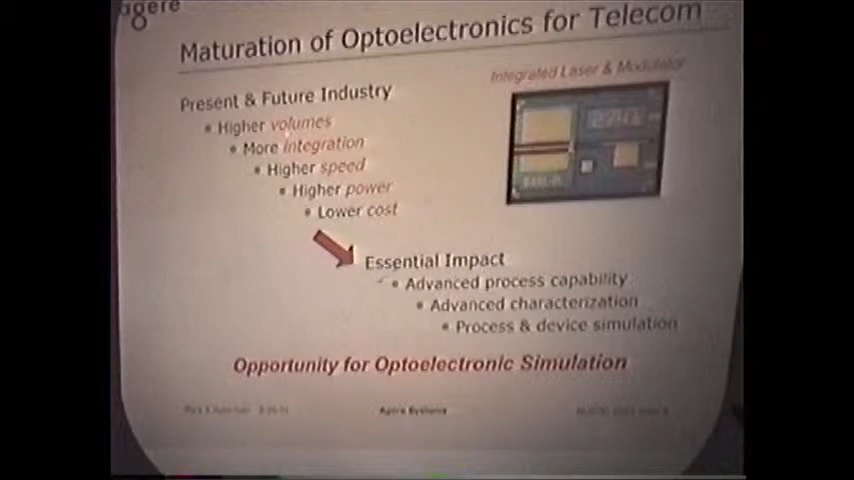 agere
Maturation of Optoelectronics for Telecom
Integrated Laser & Modulator
Present & Future Industry
• Higher volumes
• More integration
• Higher speed
• Higher power
• Lower cost
Essential Impact
• Advanced process capability
• Advanced characterization
• Process & device simulation
Opportunity for Optoelectronic Simulation
Agere Systems